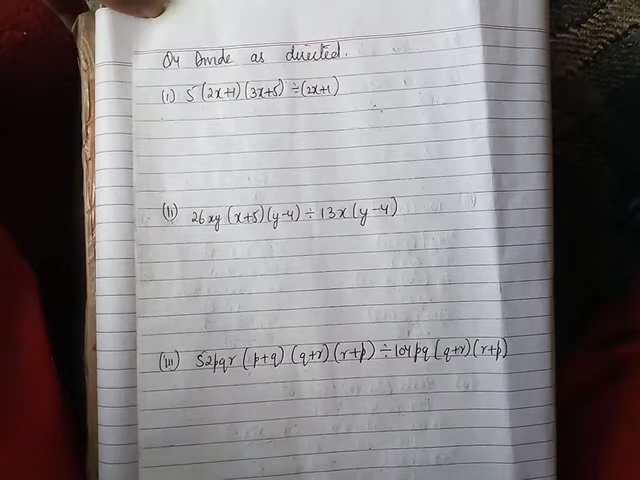 Q4 Divide as directed.
(i) 5(2x+1)(3x+5) ÷ (2x+1)
(ii) 26xy(x+5)(y-4) ÷ 13x(y-4)
(iii) 52pqr(p+q)(q+r)(r+p) ÷ 104pq(q+r)(r+p)